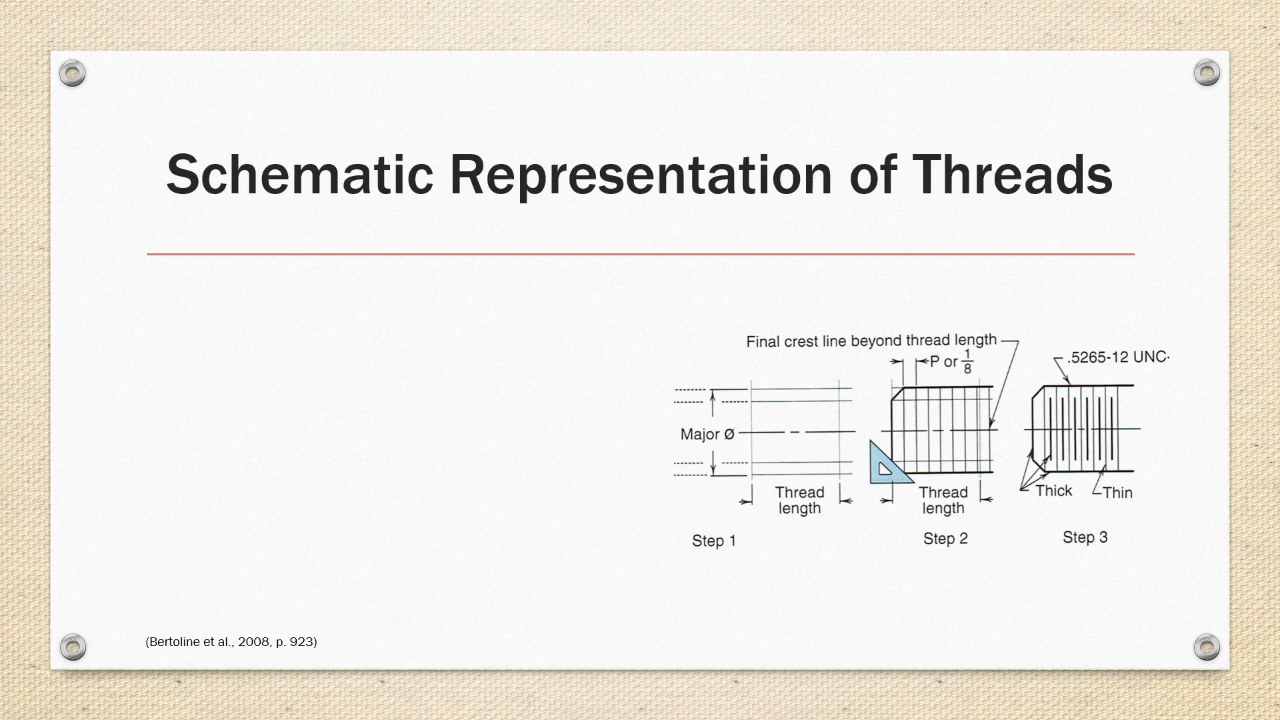 Schematic Representation of Threads
Final crest line beyond thread length
P or 1/8
.5265-12 UNC-
Major Ø
Thread
length
Thread
length
Thick
Thin
Step 1
Step 2
Step 3
(Bertoline et al., 2008, p. 923)